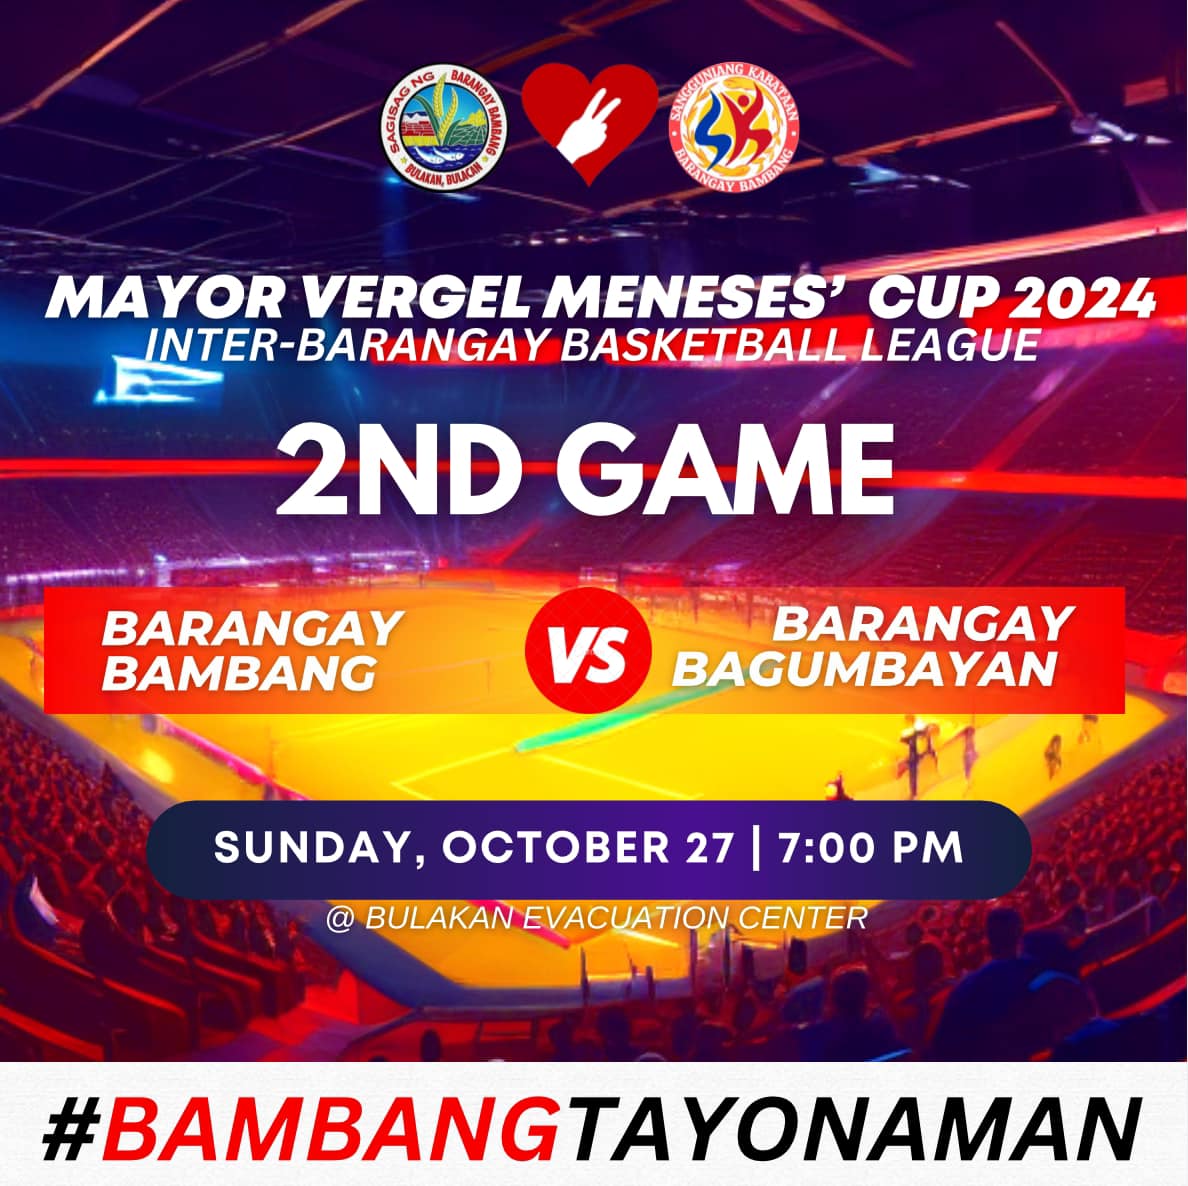 SAGISAG NG BARANGAY BAMBANG
BULAKAN, BULACAN
SANGGUNIANG KABATAAN
SK
BARANGAY BAMBANG
MAYOR VERGEL MENESES' CUP 2024
INTER-BARANGAY BASKETBALL LEAGUE
2ND GAME
BARANGAY
BAMBANG
VS
BARANGAY
BAGUMBAYAN
SUNDAY, OCTOBER 27 | 7:00 PM
@ BULAKAN EVACUATION CENTER
#BAMBANGTAYONAMAN